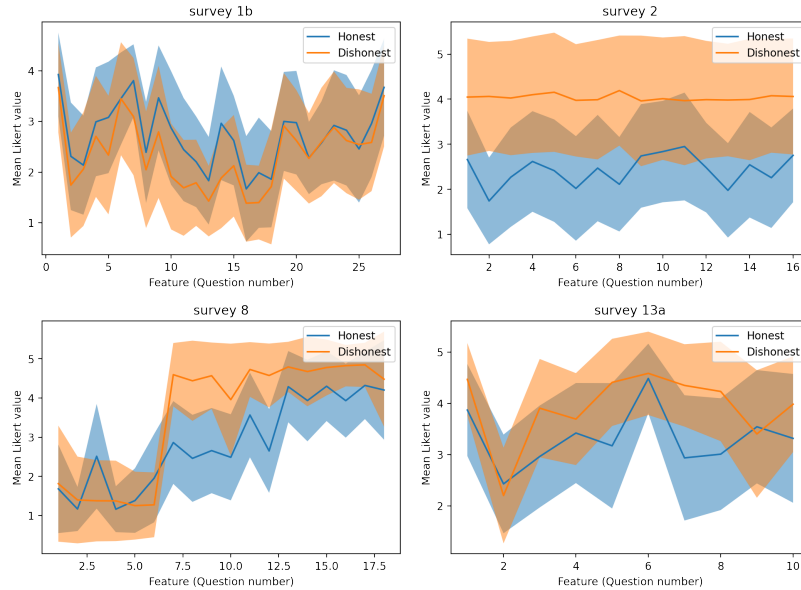 survey 1b
Mean Likert value
4
3
2
1
Honest
Dishonest
0 5 10 15 20 25
Feature (Question number)
survey 2
Mean Likert value
5
4
3
2
1
Honest
Dishonest
2 4 6 8 10 12 14 16
Feature (Question number)
survey 8
Mean Likert value
5
4
3
2
1
Honest
Dishonest
2.5 5.0 7.5 10.0 12.5 15.0 17.5
Feature (Question number)
survey 13a
Mean Likert value
5
4
3
2
Honest
Dishonest
2 4 6 8 10
Feature (Question number)